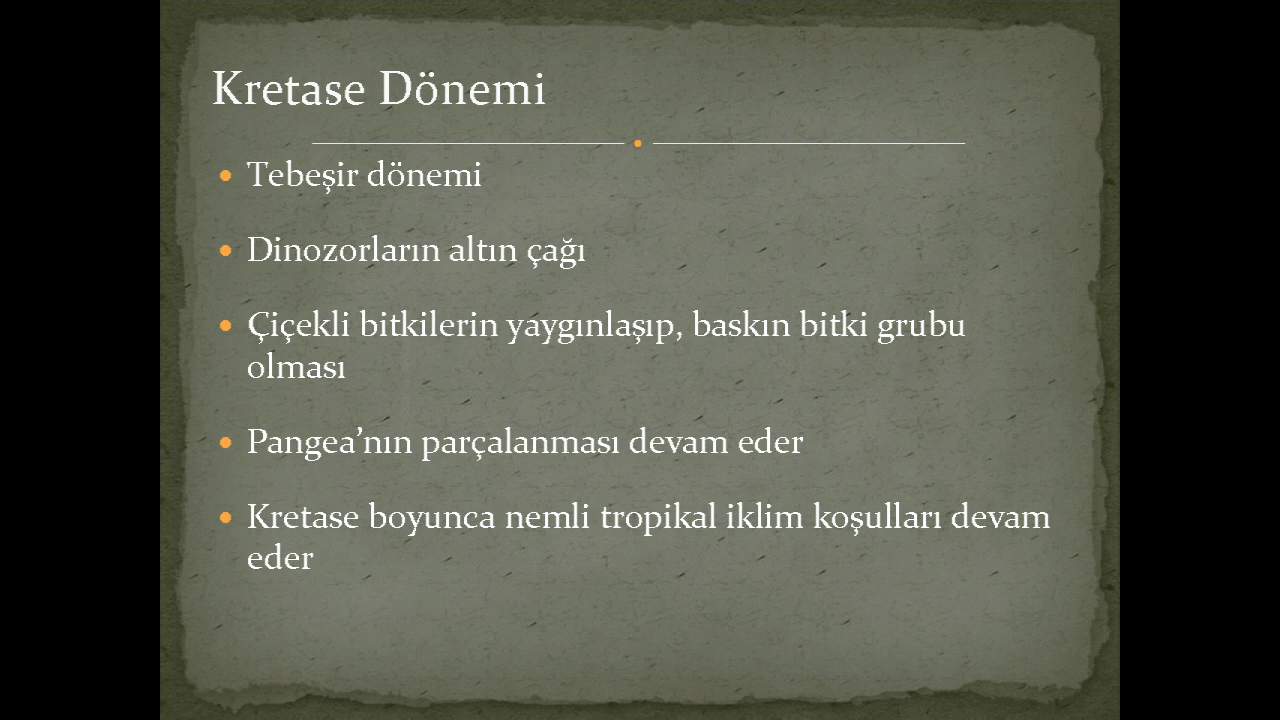 Kretase Dönemi
Tebeşir dönemi
Dinozorların altın çağı
Çiçekli bitkilerin yaygınlaşıp, baskın bitki grubu
olması
Pangea’nın parçalanması devam eder
Kretase boyunca nemli tropikal iklim koşulları devam
eder